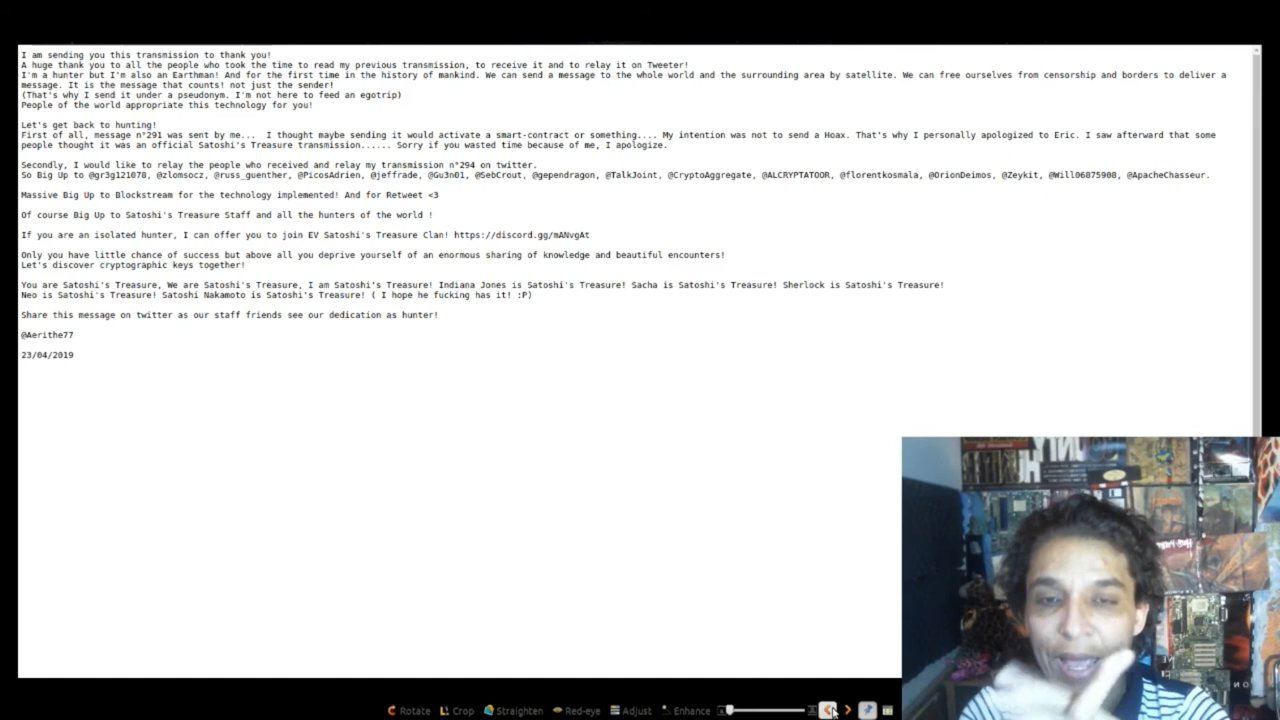 I am sending you this transmission to thank you!
A huge thank you to all the people who took the time to read my previous transmission, to receive it and to relay it on Tweeter!
I'm a hunter but I'm also an Earthman! And for the first time in the history of mankind. We can send a message to the whole world and the surrounding area by satellite. We can free ourselves from censorship and borders to deliver a
message. It is the message that counts! not just the sender!
(That's why I send it under a pseudonym. I'm not here to feed an egotrip)
People of the world appropriate this technology for you!
Let's get back to hunting!
First of all, message n°291 was sent by me...  I thought maybe sending it would activate a smart-contract or something.... My intention was not to send a Hoax. That's why I personally apologized to Eric. I saw afterward that some
people thought it was an official Satoshi's Treasure transmission...... Sorry if you wasted time because of me, I apologize.
Secondly, I would like to relay the people who received and relay my transmission n°294 on twitter.
So Big Up to @gr3g121078, @zlomsocz, @russ_guenther, @PicosAdrien, @jeffrade, @Gu3n01, @SebCrout, @gependragon, @TalkJoint, @CryptoAggregate, @ALCRYPTATOOR, @florentkosmala, @OrionDeimos, @Zeykit, @Will06875908, @ApacheChasseur.
Massive Big Up to Blockstream for the technology implemented! And for Retweet <3
Of course Big Up to Satoshi's Treasure Staff and all the hunters of the world !
If you are an isolated hunter, I can offer you to join EV Satoshi's Treasure Clan! https://discord.gg/mANvgAt
Only you have little chance of success but above all you deprive yourself of an enormous sharing of knowledge and beautiful encounters!
Let's discover cryptographic keys together!
You are Satoshi's Treasure, We are Satoshi's Treasure, I am Satoshi's Treasure! Indiana Jones is Satoshi's Treasure! Sacha is Satoshi's Treasure! Sherlock is Satoshi's Treasure!
Neo is Satoshi's Treasure! Satoshi Nakamoto is Satoshi's Treasure! ( I hope he fucking has it! :P)
Share this message on twitter as our staff friends see our dedication as hunter!
@Aerithe77
23/04/2019
Rotate Crop Straighten Red-eye Adjust Enhance